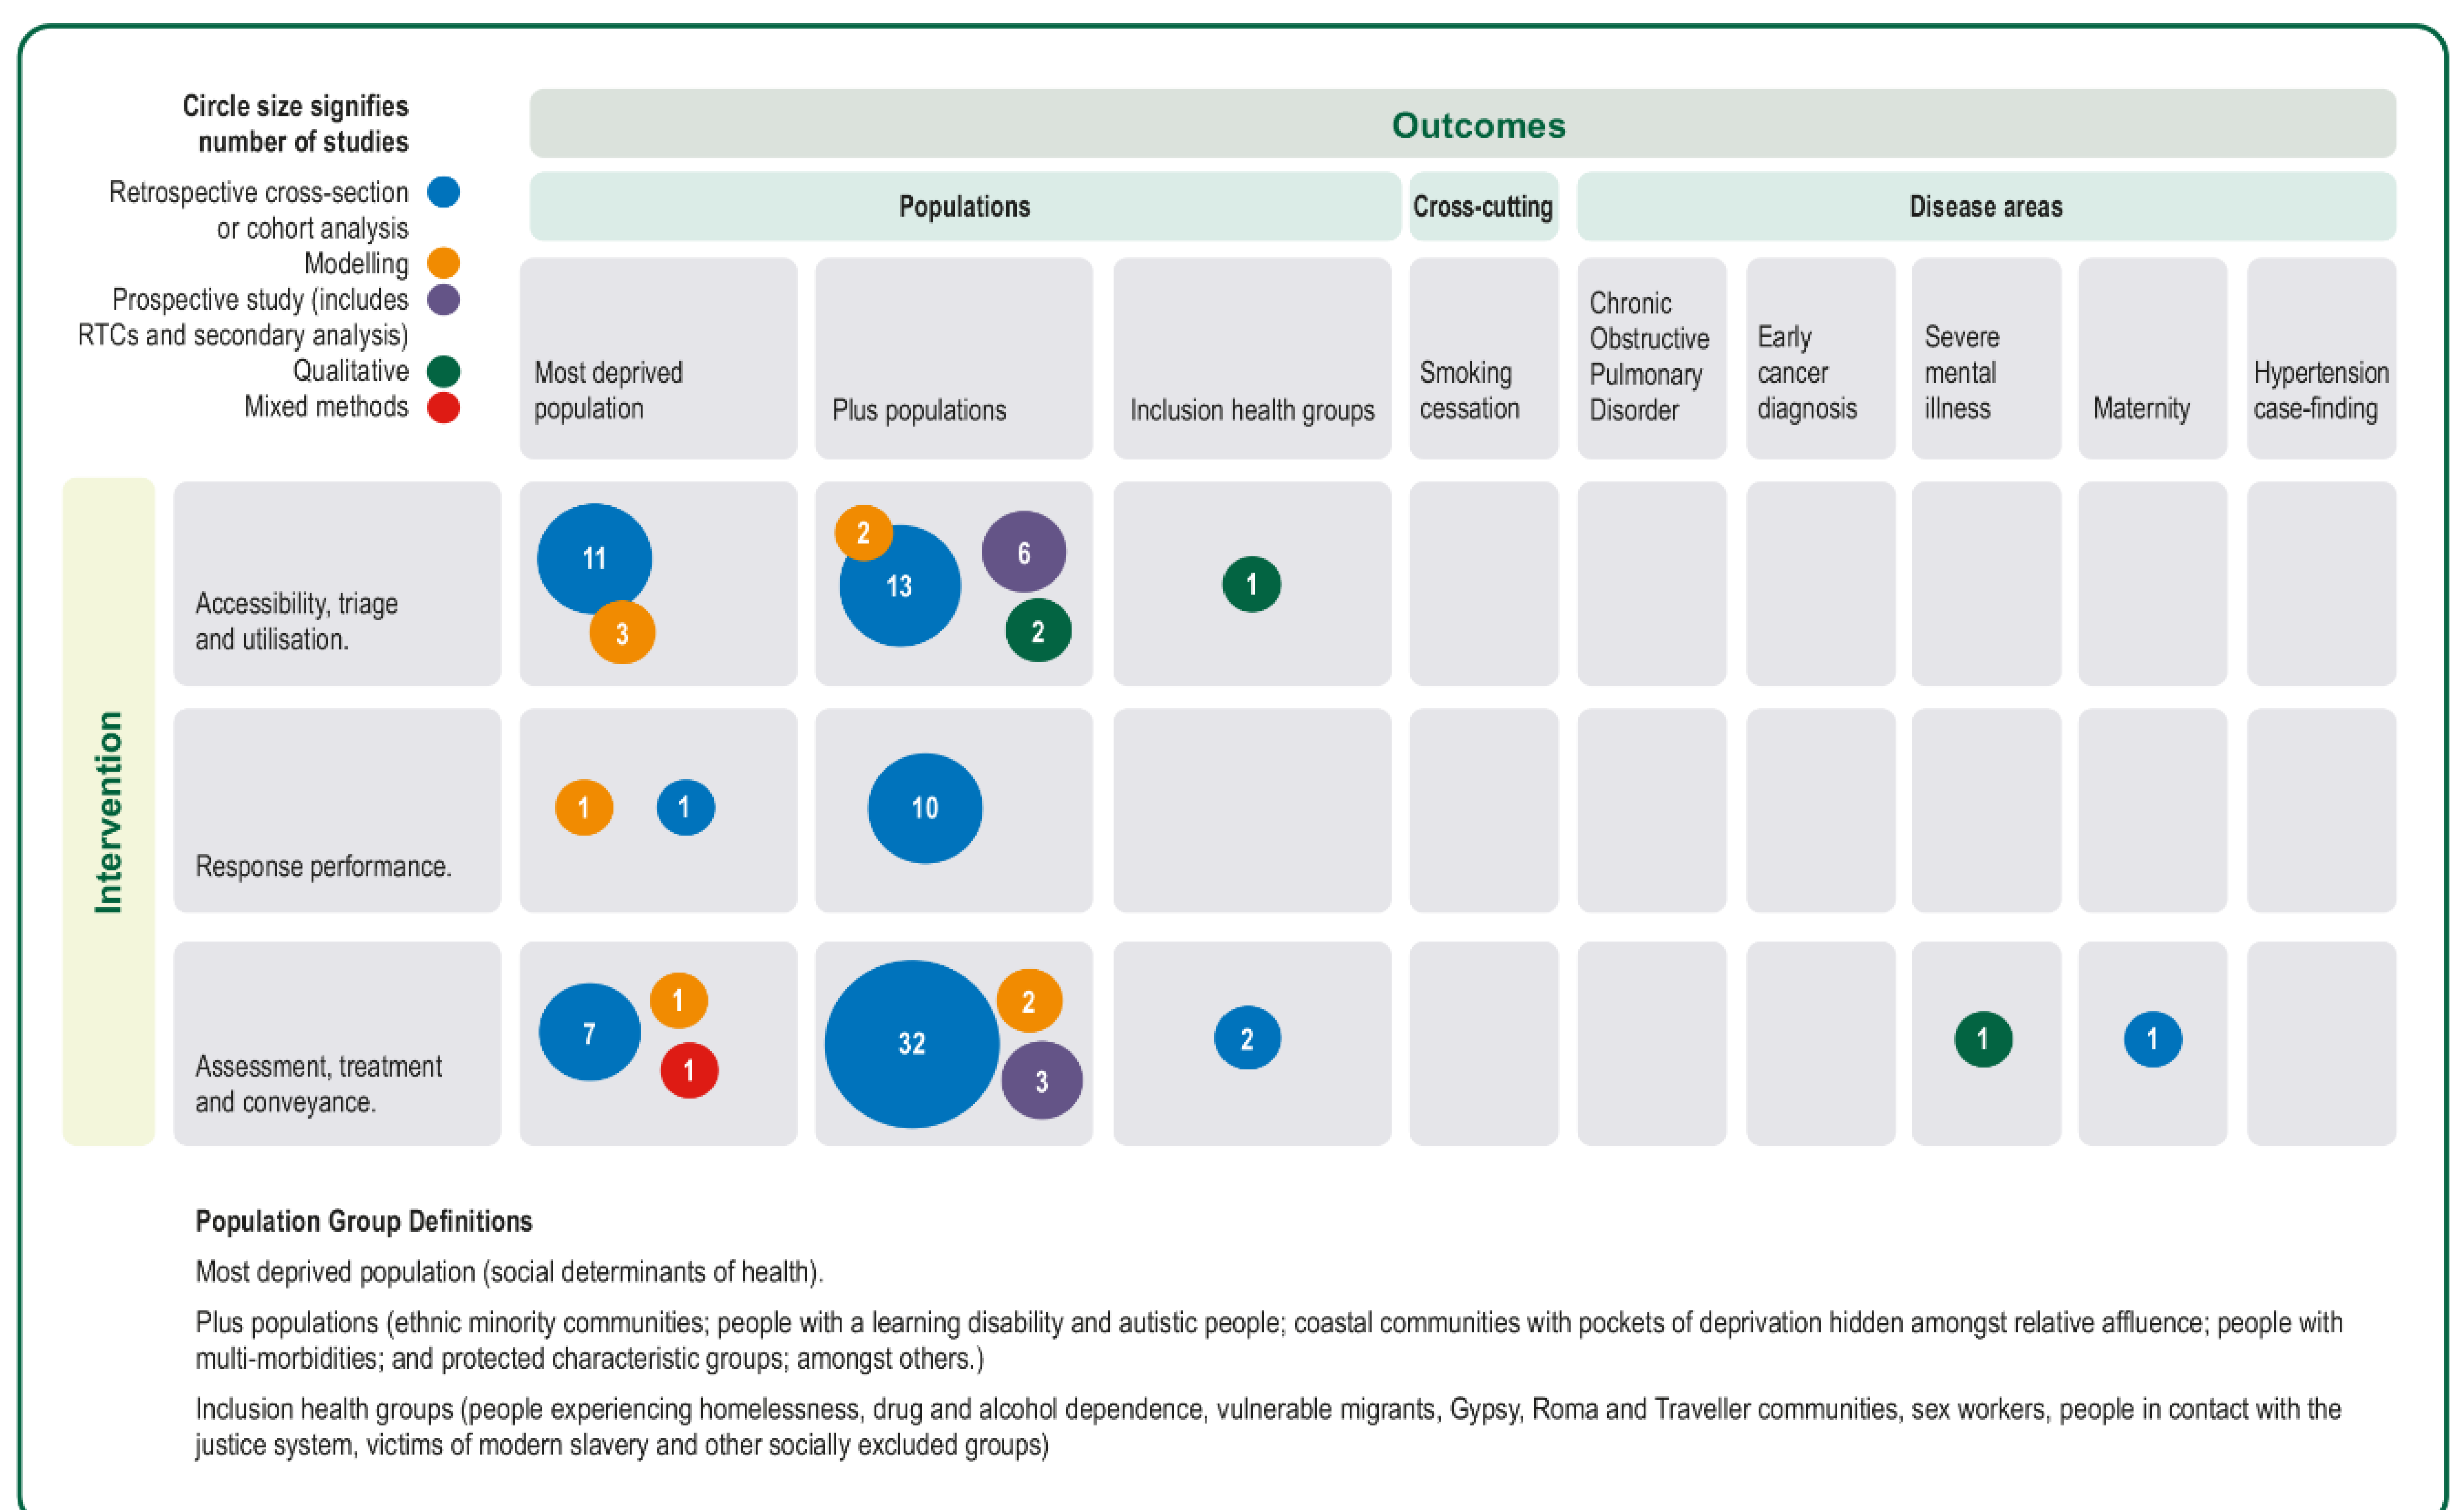 Circle size signifies
number of studies
Retrospective cross-section
or cohort analysis
Modelling
Prospective study (includes
RTCs and secondary analysis)
Qualitative
Mixed methods
Outcomes
Populations
Cross-cutting
Disease areas
Most deprived
population
Plus populations
Inclusion health groups
Smoking
cessation
Chronic
Obstructive
Pulmonary
Disorder
Early
cancer
diagnosis
Severe
mental
illness
Maternity
Hypertension
case-finding
Intervention
Accessibility, triage
and utilisation.
11
3
2
13
6
2
1
Response performance.
1
1
10
Assessment, treatment
and conveyance.
7
1
1
32
2
3
2
1
1
Population Group Definitions
Most deprived population (social determinants of health).
Plus populations (ethnic minority communities; people with a learning disability and autistic people; coastal communities with pockets of deprivation hidden amongst relative affluence; people with
multi-morbidities; and protected characteristic groups; amongst others.)
Inclusion health groups (people experiencing homelessness, drug and alcohol dependence, vulnerable migrants, Gypsy, Roma and Traveller communities, sex workers, people in contact with the
justice system, victims of modern slavery and other socially excluded groups)